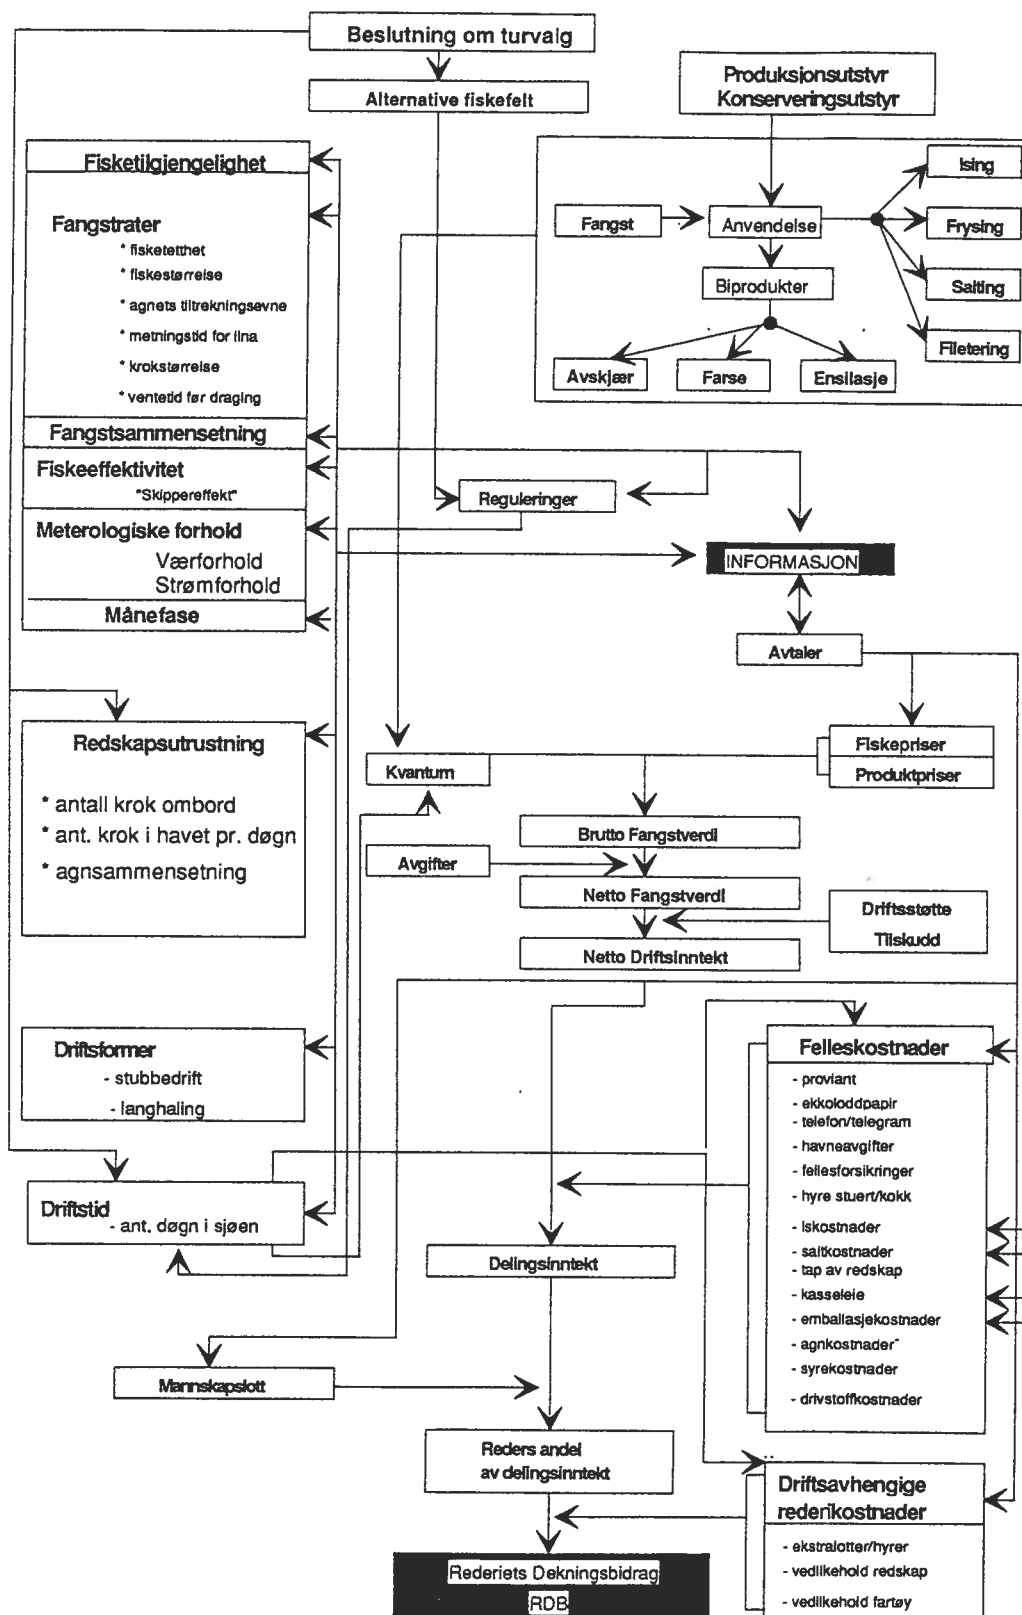 Beslutning om turvalg
Alternative fiskefelt
Produksjonsutstyr
Konserveringsutstyr
Fisketilgjengelighet
Fangstrater
* fisketetthet
* fiskestørrelse
* agnets tiltrekningsevne
* metningstid for lina
* krokstørrelse
* ventetid før draging
Fangstsammensetning
Fiskeeffektivitet
"Skippereffekt"
Meterologiske forhold
Værforhold
Strømforhold
Månefase
Fangst
Anvendelse
Ising
Frysing
Salting
Filetering
Biprodukter
Avskjær
Farse
Ensilasje
Reguleringer
INFORMASJON
Avtaler
Redskapsutrustning
* antall krok ombord
* ant. krok i havet pr. døgn
* agnsammensetning
Kvantum
Fiskepriser
Produktpriser
Brutto Fangstverdi
Avgifter
Netto Fangstverdi
Driftsstøtte
Tilskudd
Netto Driftsinntekt
Driftsformer
- stubbedrift
- langhaling
Driftstid
- ant. døgn i sjøen
Felleskostnader
- proviant
- ekkoloddpapir
- telefon/telegram
- havneavgifter
- fellesforsikringer
- hyre stuert/kokk
- iskostnader
- saltkostnader
- tap av redskap
- kasseleie
- emballasjekostnader
- agnkostnader
- syrekostnader
- drivstoffkostnader
Delingsinntekt
Mannskapslott
Reders andel
av delingsinntekt
Driftsavhengige
rederikostnader
- ekstralotter/hyrer
- vedlikehold redskap
- vedlikehold fartøy
Rederiets Dekningsbidrag
RDB